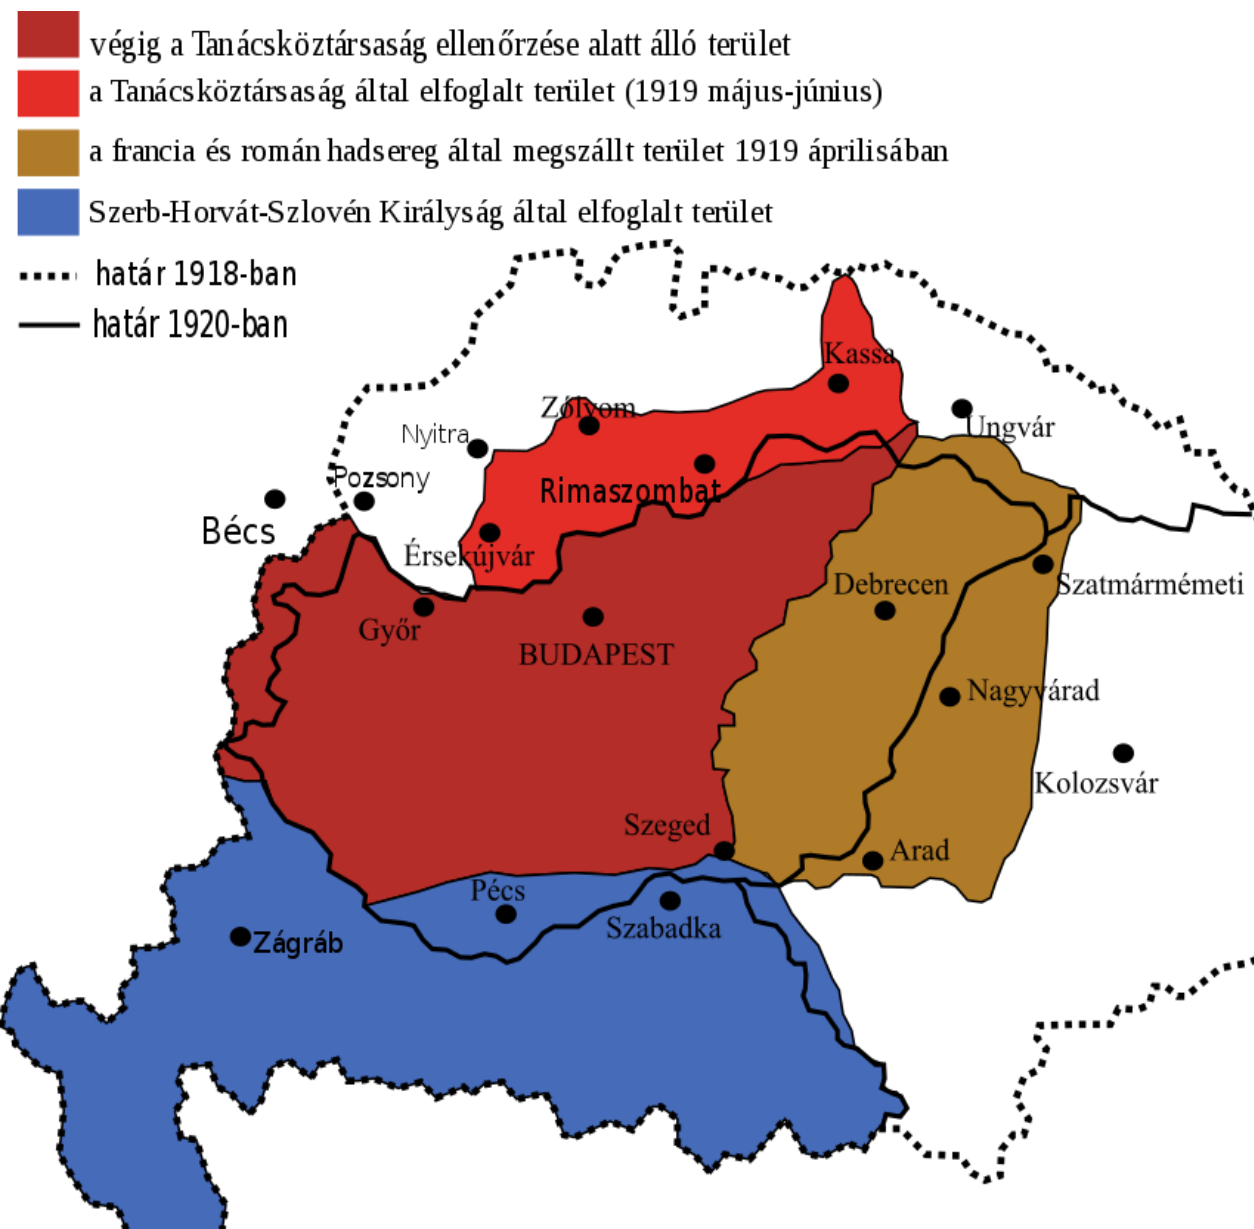 végig a Tanácsköztársaság ellenőrzése alatt álló terület
a Tanácsköztársaság által elfoglalt terület (1919 május-június)
a francia és román hadsereg által megszállt terület 1919 áprilisában
Szerb-Horvát-Szlovén Királyság által elfoglalt terület
határ 1918-ban
határ 1920-ban
Kassa
Zólyom
Ungvár
Nyitra
Pozsony
Rimaszombat
Bécs
Érsekújvár
Debrecen
Szatmármémeti
Győr
BUDAPEST
Nagyvárad
Kolozsvár
Szeged
Arad
Pécs
Szabadka
Zágráb